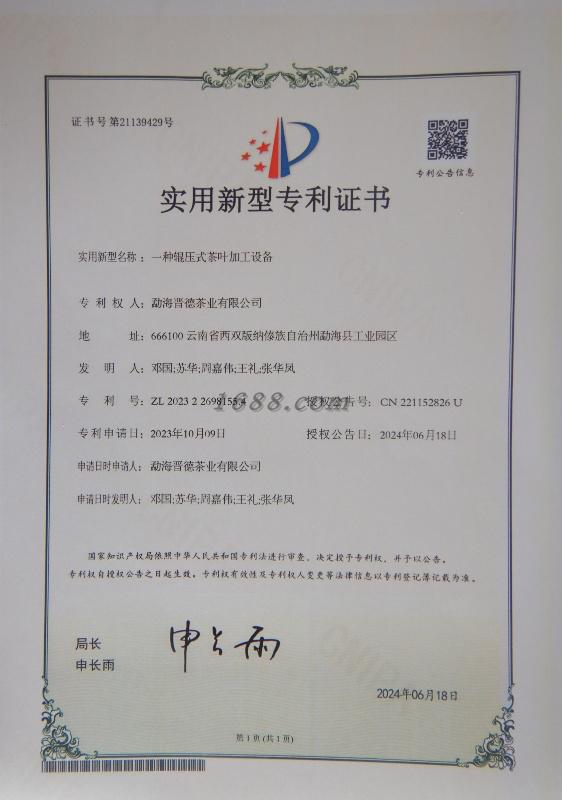 证书号第21139429号
专利公告信息
实用新型专利证书
实用新型名称：一种辊压式茶叶加工设备
专利权人：勐海晋德茶业有限公司
地址：666100 云南省西双版纳傣族自治州勐海县工业园区
发明人：邓国;苏华;周嘉伟;王礼;张华凤
专利号：ZL 2023 2 2698155.4 授权公告号：CN 221152826 U
1688.com
专利申请日：2023年10月09日 授权公告日：2024年06月18日
申请日时申请人：勐海晋德茶业有限公司
申请日时发明人：邓国;苏华;周嘉伟;王礼;张华凤
国家知识产权局依照中华人民共和国专利法进行审查，决定授予专利权，并予以公告。
专利权自授权公告之日起生效。专利权有效性及专利权人变更等法律信息以专利登记簿记载为准。
局长
申长雨
申长雨
2024年06月18日
第1页(共1页)